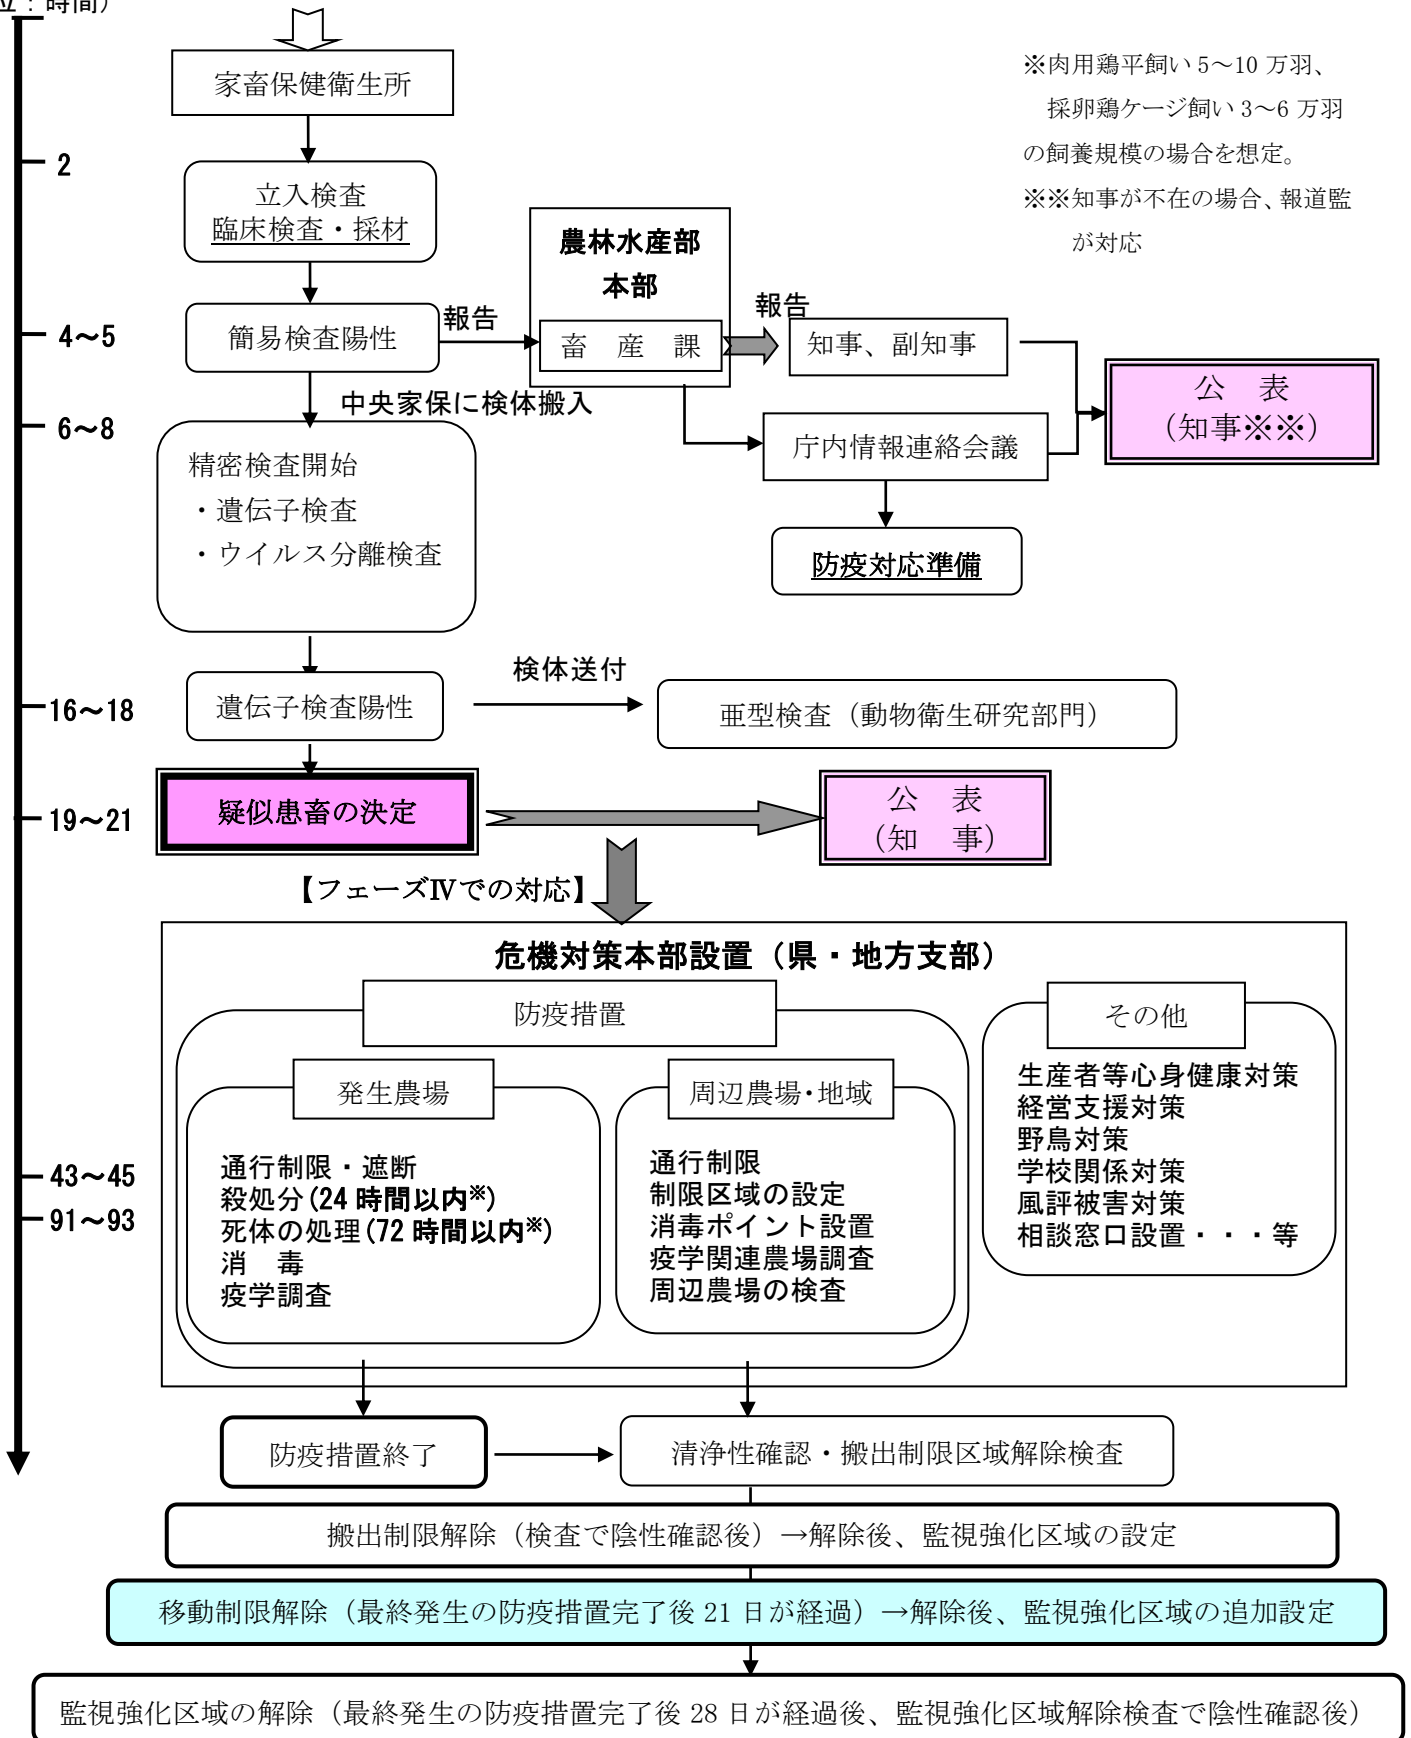 位：時間）
家畜保健衛生所
※肉用鶏平飼い 5～10 万羽、
採卵鶏ケージ飼い 3～6 万羽
の飼養規模の場合を想定。
※※知事が不在の場合、報道監
が対応
2
立入検査
臨床検査・採材
農林水産部
本部
畜　産　課
4～5
簡易検査陽性
報告
報告
知事、副知事
公　表
（知事※※）
中央家保に検体搬入
6～8
庁内情報連絡会議
精密検査開始
・遺伝子検査
・ウイルス分離検査
防疫対応準備
16～18
遺伝子検査陽性
検体送付
亜型検査（動物衛生研究部門）
19～21
疑似患畜の決定
公　表
（知　事）
【フェーズⅣでの対応】
危機対策本部設置（県・地方支部）
防疫措置
発生農場
通行制限・遮断
殺処分（24 時間以内※）
死体の処理（72 時間以内※）
消　毒
疫学調査
周辺農場・地域
通行制限
制限区域の設定
消毒ポイント設置
疫学関連農場調査
周辺農場の検査
その他
生産者等心身健康対策
経営支援対策
野鳥対策
学校関係対策
風評被害対策
相談窓口設置・・・等
43～45
91～93
防疫措置終了
清浄性確認・搬出制限区域解除検査
搬出制限解除（検査で陰性確認後）→解除後、監視強化区域の設定
移動制限解除（最終発生の防疫措置完了後 21 日が経過）→解除後、監視強化区域の追加設定
監視強化区域の解除（最終発生の防疫措置完了後 28 日が経過後、監視強化区域解除検査で陰性確認後）